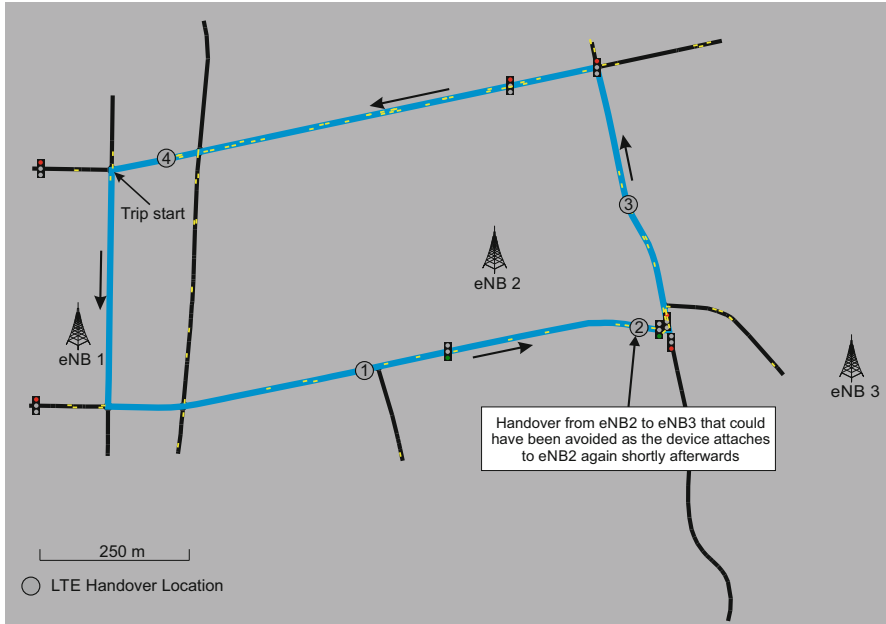 4
Trip start
3
eNB 2
eNB 1
2
1
eNB 3
Handover from eNB2 to eNB3 that could
have been avoided as the device attaches
to eNB2 again shortly afterwards
250 m
LTE Handover Location